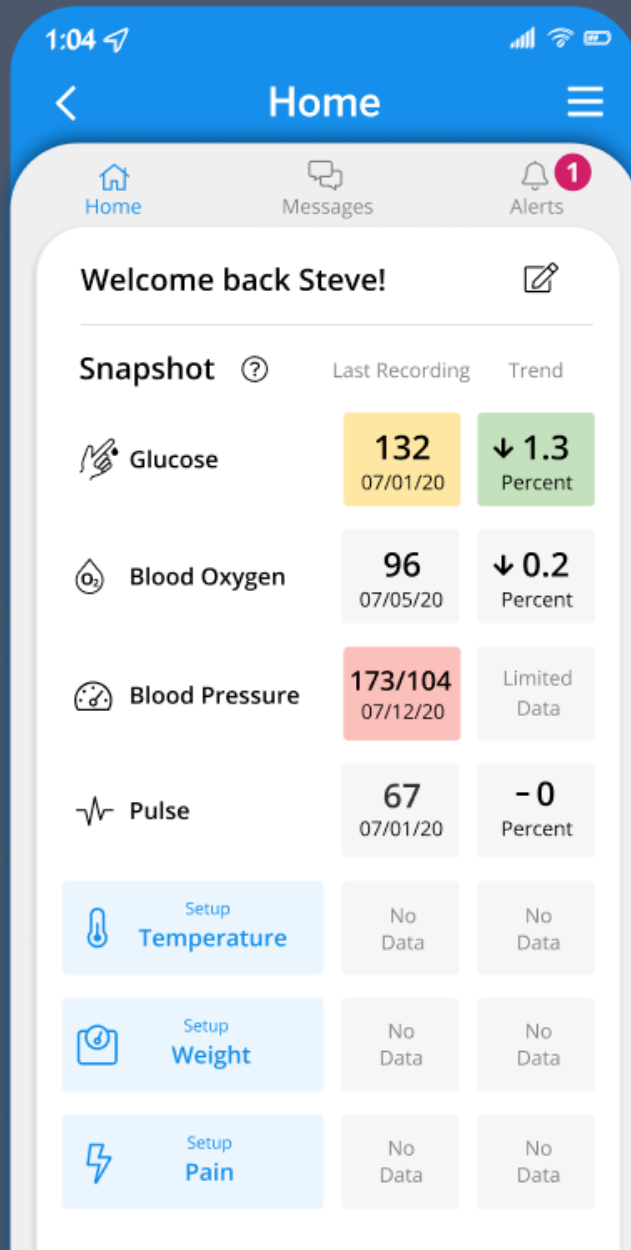 1:04
Home
Home
Messages
Alerts
1
Welcome back Steve!
Snapshot ?
Last Recording
Trend
Glucose
132
07/01/20
↓ 1.3
Percent
O₂
Blood Oxygen
96
07/05/20
↓ 0.2
Percent
Blood Pressure
173/104
07/12/20
Limited
Data
Pulse
67
07/01/20
- 0
Percent
Setup
Temperature
No
Data
No
Data
Setup
Weight
No
Data
No
Data
Setup
Pain
No
Data
No
Data